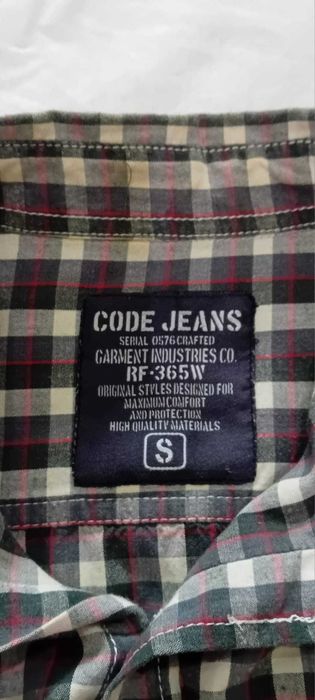 CODE JEANS
SERIAL 0576 CRAFTED
GARMENT INDUSTRIES CO.
RF-365W
ORIGINAL STYLES DESIGNED FOR
MAXIMUM COMFORT
AND PROTECTION
HIGH QUALITY MATERIALS
S